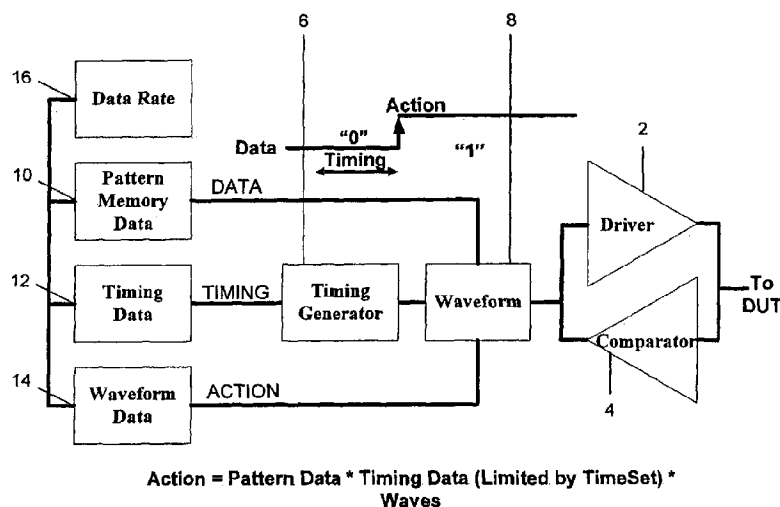 6
8
16
Data Rate
Action
"0"
Data
Timing
"1"
2
10
Pattern
Memory
Data
DATA
Driver
12
Timing
Data
TIMING
Timing
Generator
Waveform
To
DUT
Comparator
14
Waveform
Data
ACTION
4
Action = Pattern Data * Timing Data (Limited by TimeSet) *
Waves